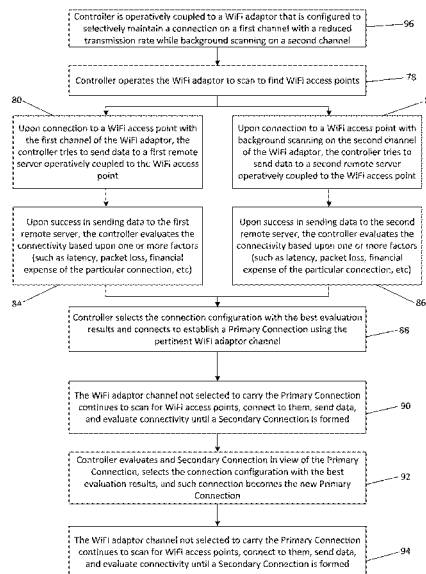 Controller is operatively coupled to a WiFi adaptor that is configured to
selectively maintain a connection on a first channel with a reduced
transmission rate while background scanning on a second channel
96
Controller operates the WiFi adaptor to scan to find WiFi access points
78
80
Upon connection to a WiFi access point with
the first channel of the WiFi adaptor, the
controller tries to send data to a first remote
server operatively coupled to the WiFi access
point
Upon connection to a WiFi access point with
background scanning on the second channel
of the WiFi adaptor, the controller tries to
send data to a second remote server
operatively coupled to the WiFi access point
Upon success in sending data to the first
remote server, the controller evaluates the
connectivity based upon one or more factors
(such as latency, packet loss, financial
expense of the particular connection, etc)
84
Upon success in sending data to the second
remote server, the controller evaluates the
connectivity based upon one or more factors
(such as latency, packet loss, financial
expense of the particular connection, etc)
86
Controller selects the connection configuration with the best evaluation
results and connects to establish a Primary Connection using the
pertinent WiFi adaptor channel
88
The WiFi adaptor channel not selected to carry the Primary Connection
continues to scan for WiFi access points, connect to them, send data,
and evaluate connectivity until a Secondary Connection is formed
90
Controller evaluates and Secondary Connection in view of the Primary
Connection, selects the connection configuration with the best
evaluation results, and such connection becomes the new Primary
Connection
92
The WiFi adaptor channel not selected to carry the Primary Connection
continues to scan for WiFi access points, connect to them, send data,
and evaluate connectivity until a Secondary Connection is formed
94